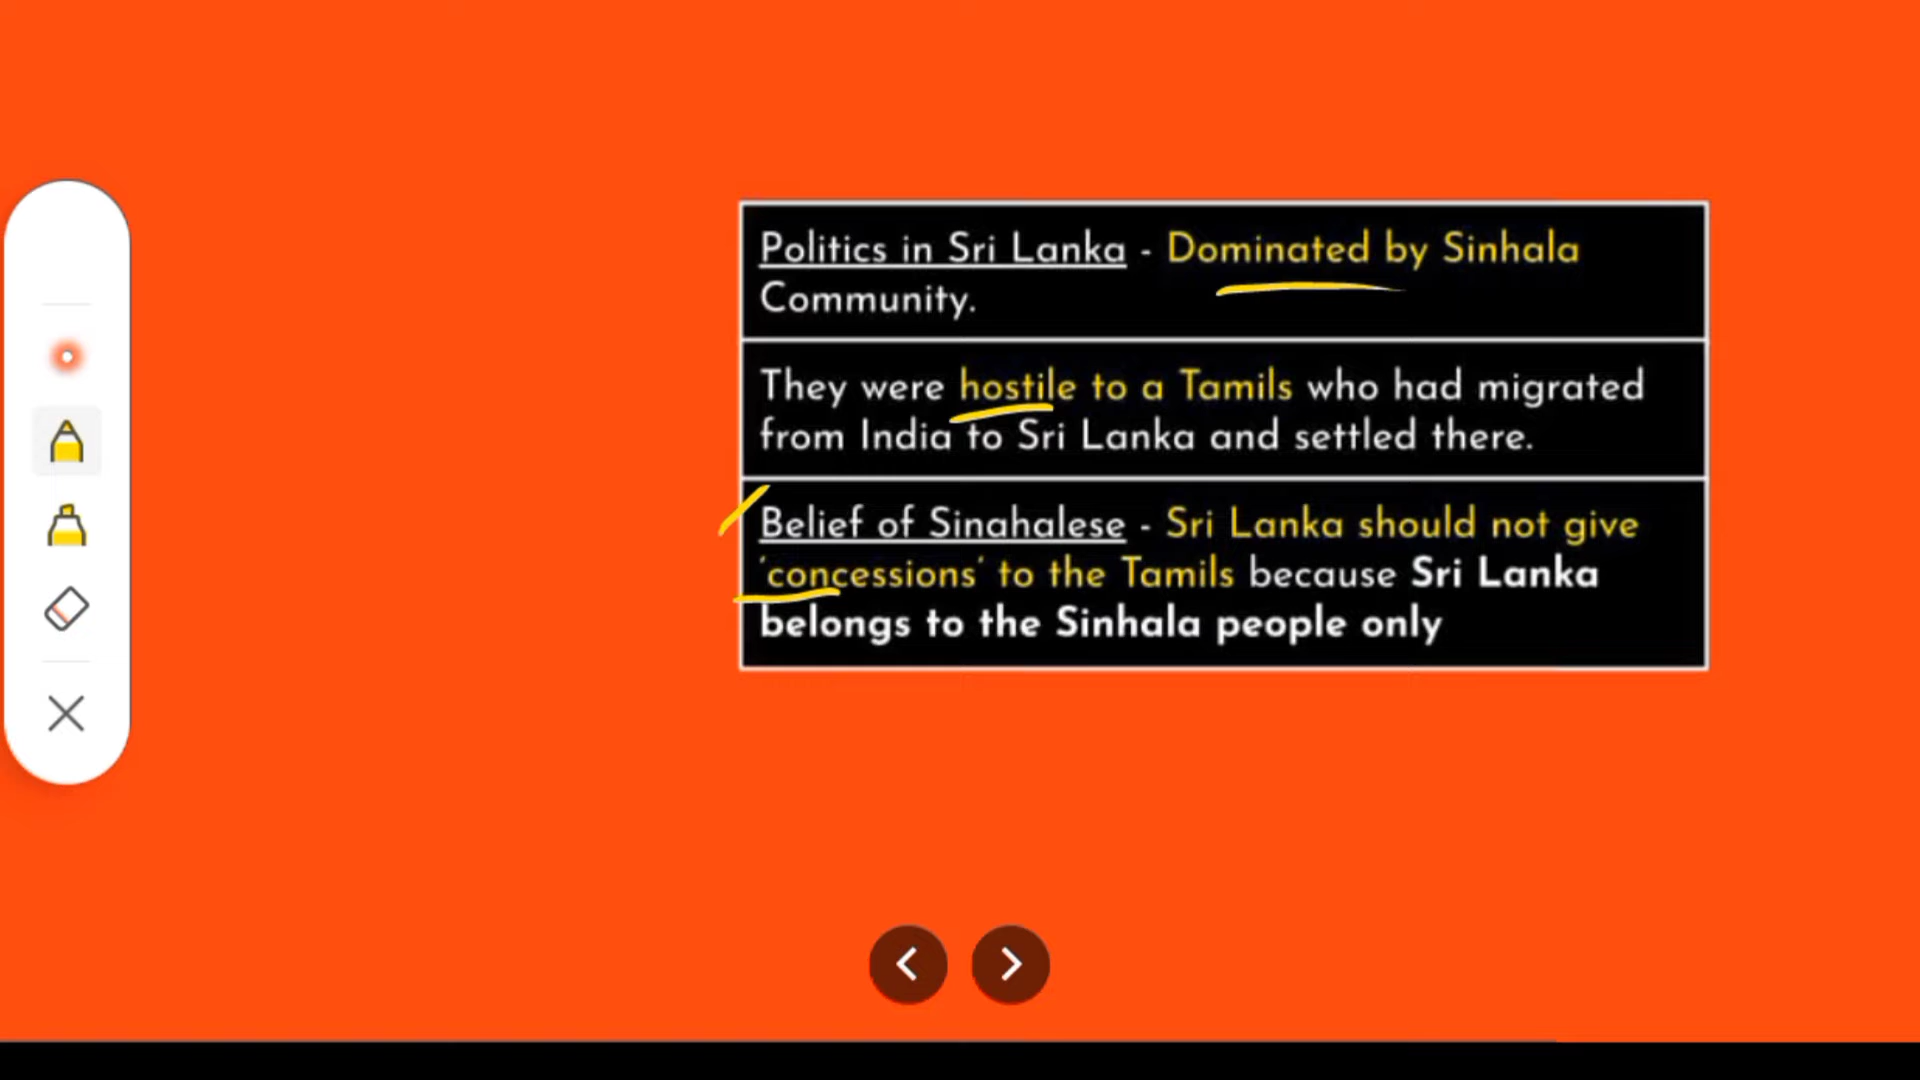 Politics in Sri Lanka - Dominated by Sinhala
Community.
They were hostile to a Tamils who had migrated
from India to Sri Lanka and settled there.
Belief of Sinahalese - Sri Lanka should not give
'concessions' to the Tamils because Sri Lanka
belongs to the Sinhala people only